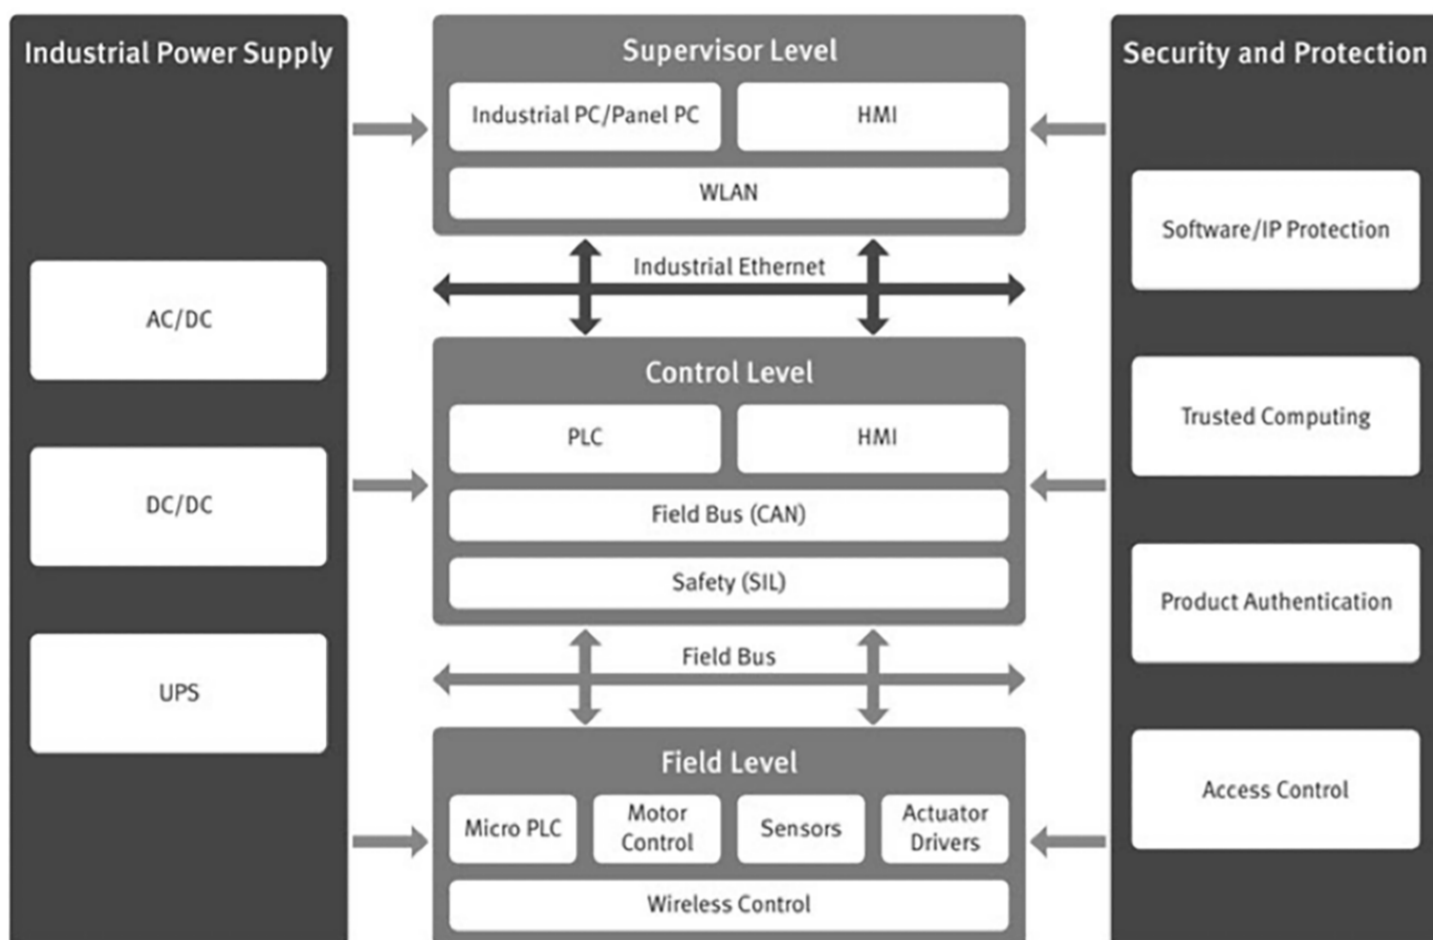 Industrial Power Supply
AC/DC
DC/DC
UPS
Supervisor Level
Industrial PC/Panel PC
HMI
WLAN
Industrial Ethernet
Control Level
PLC
HMI
Field Bus (CAN)
Safety (SIL)
Field Bus
Field Level
Micro PLC
Motor
Control
Sensors
Actuator
Drivers
Wireless Control
Security and Protection
Software/IP Protection
Trusted Computing
Product Authentication
Access Control